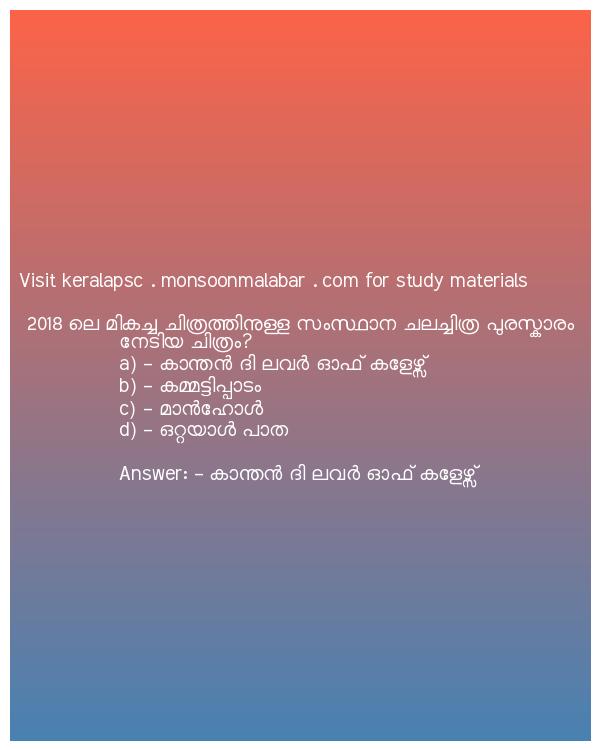 Visit keralapsc . monsoonmalabar . com for study materials
2018 ലെ മികച്ച ചിത്രത്തിനുള്ള സംസ്ഥാന ചലച്ചിത്ര പുരസ്കാരം
നേടിയ ചിത്രം?
a) - കാന്തൻ ദി ലവർ ഓഫ് കളേഴ്സ്
b) - കമ്മട്ടിപ്പാടം
c) - മാൻഹോൾ
d) - ഒറ്റയാൾ പാത
Answer: - കാന്തൻ ദി ലവർ ഓഫ് കളേഴ്സ്